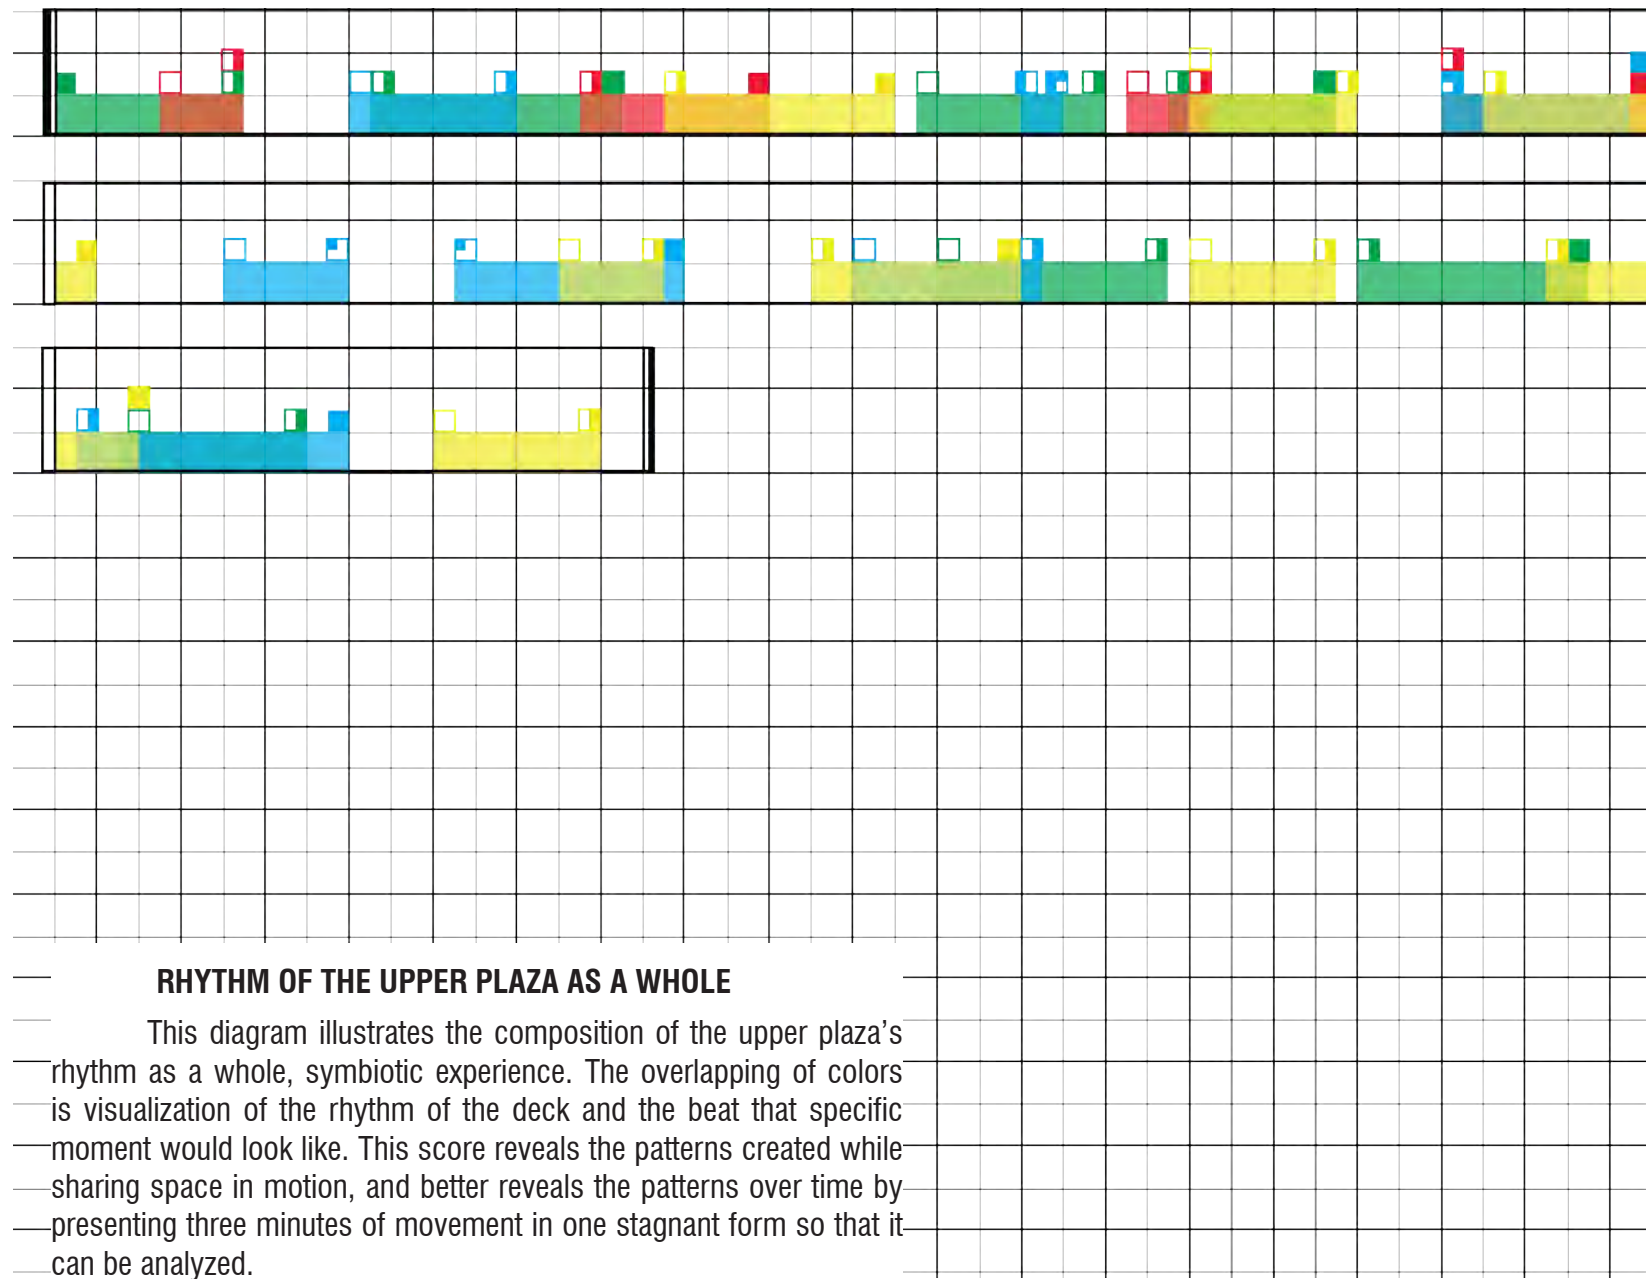 RHYTHM OF THE UPPER PLAZA AS A WHOLE
This diagram illustrates the composition of the upper plaza’s
rhythm as a whole, symbiotic experience. The overlapping of colors
is visualization of the rhythm of the deck and the beat that specific
moment would look like. This score reveals the patterns created while
sharing space in motion, and better reveals the patterns over time by
presenting three minutes of movement in one stagnant form so that it
can be analyzed.